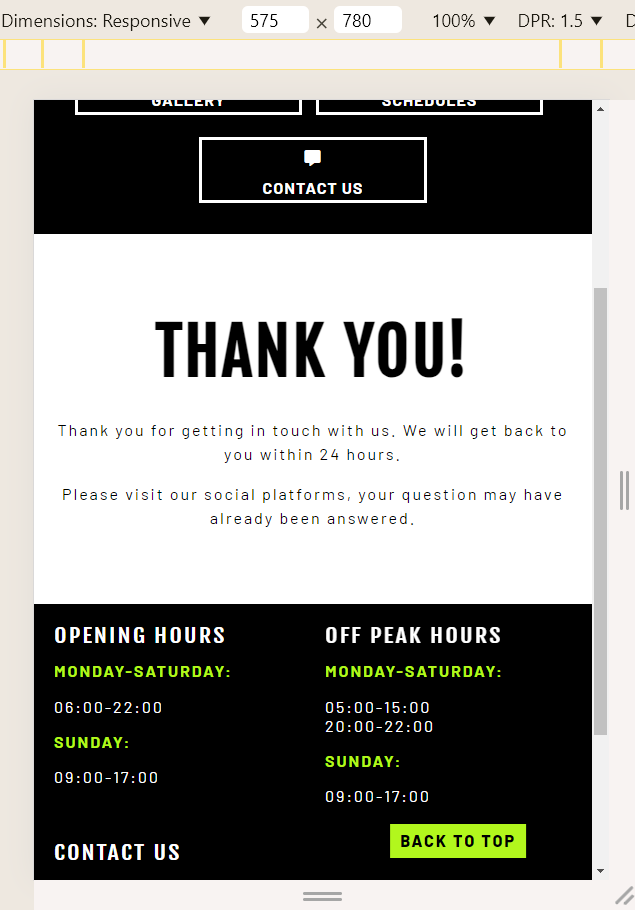 Dimensions: Responsive ▼ 575 × 780 100% ▼ DPR: 1.5 ▼ D
GALLERY SCHEDULES
CONTACT US
THANK YOU!
Thank you for getting in touch with us. We will get back to
you within 24 hours.
Please visit our social platforms, your question may have
already been answered.
OPENING HOURS
MONDAY-SATURDAY:
06:00-22:00
SUNDAY:
09:00-17:00
OFF PEAK HOURS
MONDAY-SATURDAY:
05:00-15:00
20:00-22:00
SUNDAY:
09:00-17:00
CONTACT US
BACK TO TOP